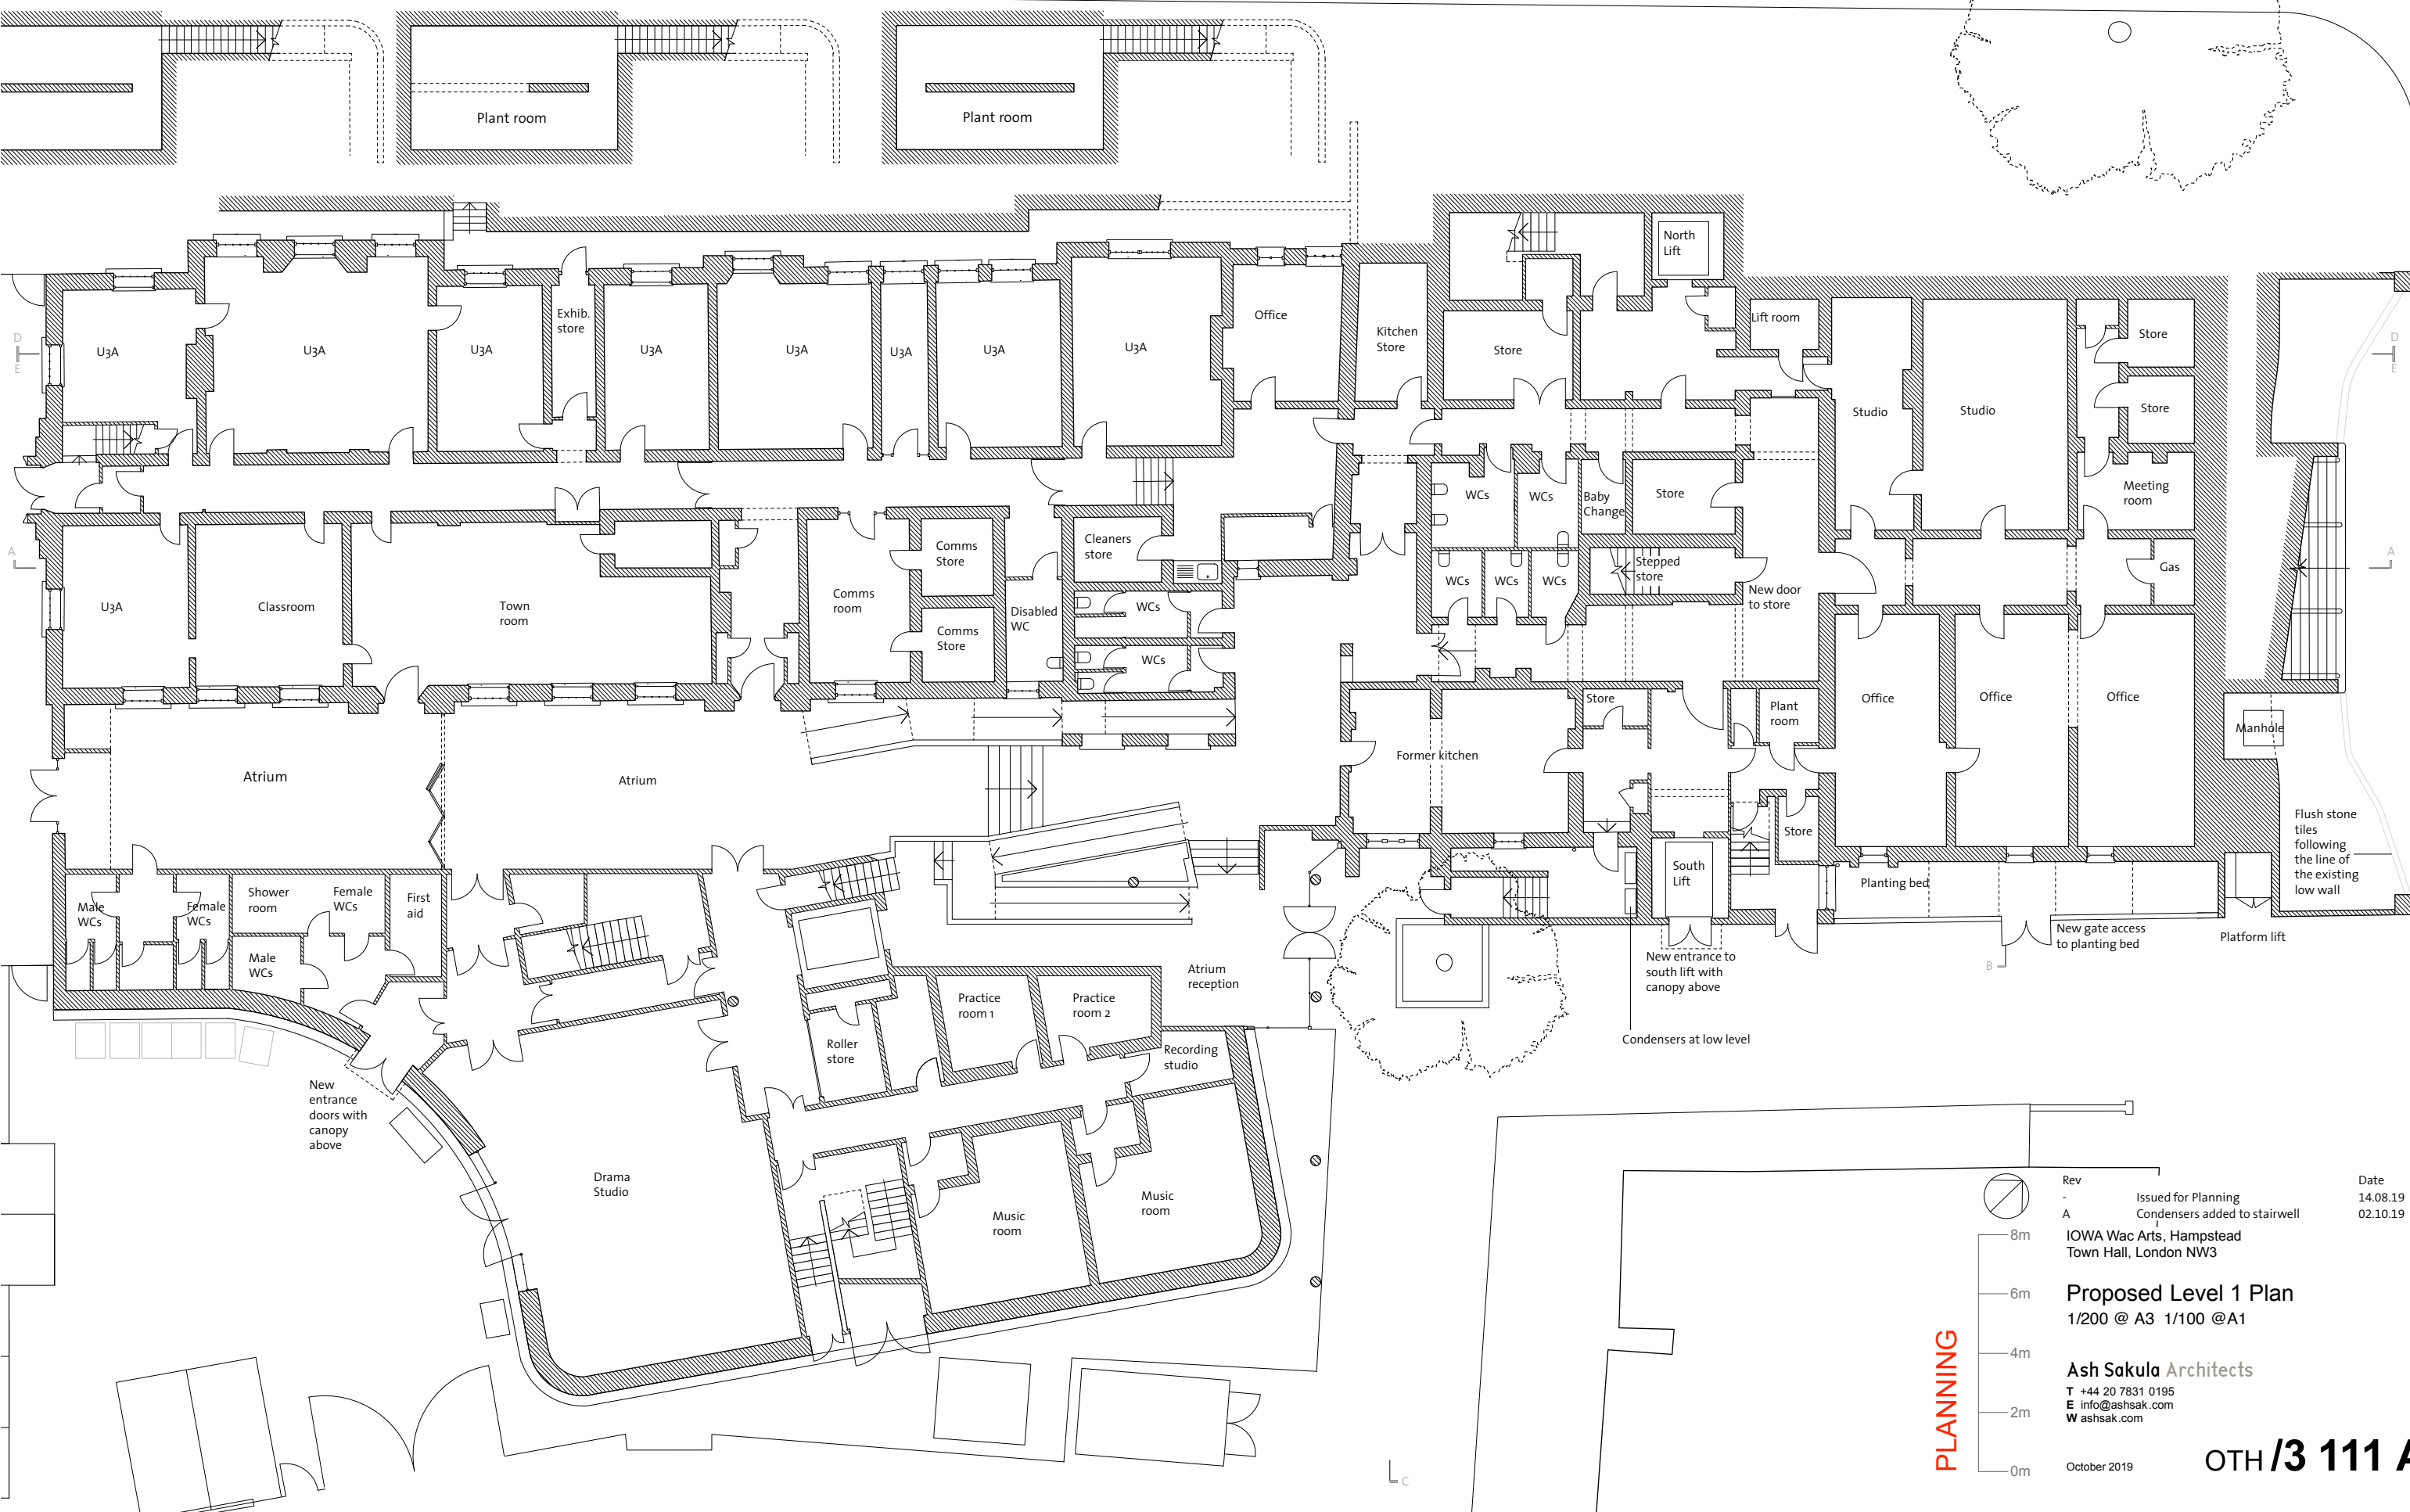 Plant room
Plant room
North
Lift
Exhib.
store
Office
Kitchen
Store
Lift room
Store
D
E
U3A
U3A
U3A
U3A
U3A
U3A
U3A
U3A
Store
Studio
Studio
Store
D
E
WCs
WCs
Baby
Change
Store
Meeting
room
A
Comms
Store
Cleaners
store
Stepped
store
Gas
A
U3A
Classroom
Town
room
Comms
room
Comms
Store
Disabled
WC
WCs
WCs
WCs
WCs
WCs
New door
to store
Atrium
Atrium
Former kitchen
Store
Plant
room
Office
Office
Office
Manhole
Store
Flush stone
tiles
following
the line of
the existing
low wall
Male
WCs
Female
WCs
Shower
room
Female
WCs
First
aid
Male
WCs
South
Lift
Planting bed
New gate access
to planting bed
Platform lift
B
New entrance to
south lift with
canopy above
Condensers at low level
Atrium
reception
Practice
room 1
Practice
room 2
Roller
store
Recording
studio
New
entrance
doors with
canopy
above
Drama
Studio
Music
room
Music
room
C
Rev Date
- Issued for Planning 14.08.19
A Condensers added to stairwell 02.10.19
IOWA Wac Arts, Hampstead
Town Hall, London NW3
Proposed Level 1 Plan
1/200 @ A3 1/100 @A1
8m
6m
4m
2m
0m
PLANNING
Ash Sakula Architects
T +44 20 7831 0195
E info@ashsak.com
W ashsak.com
October 2019
OTH /3 111 A